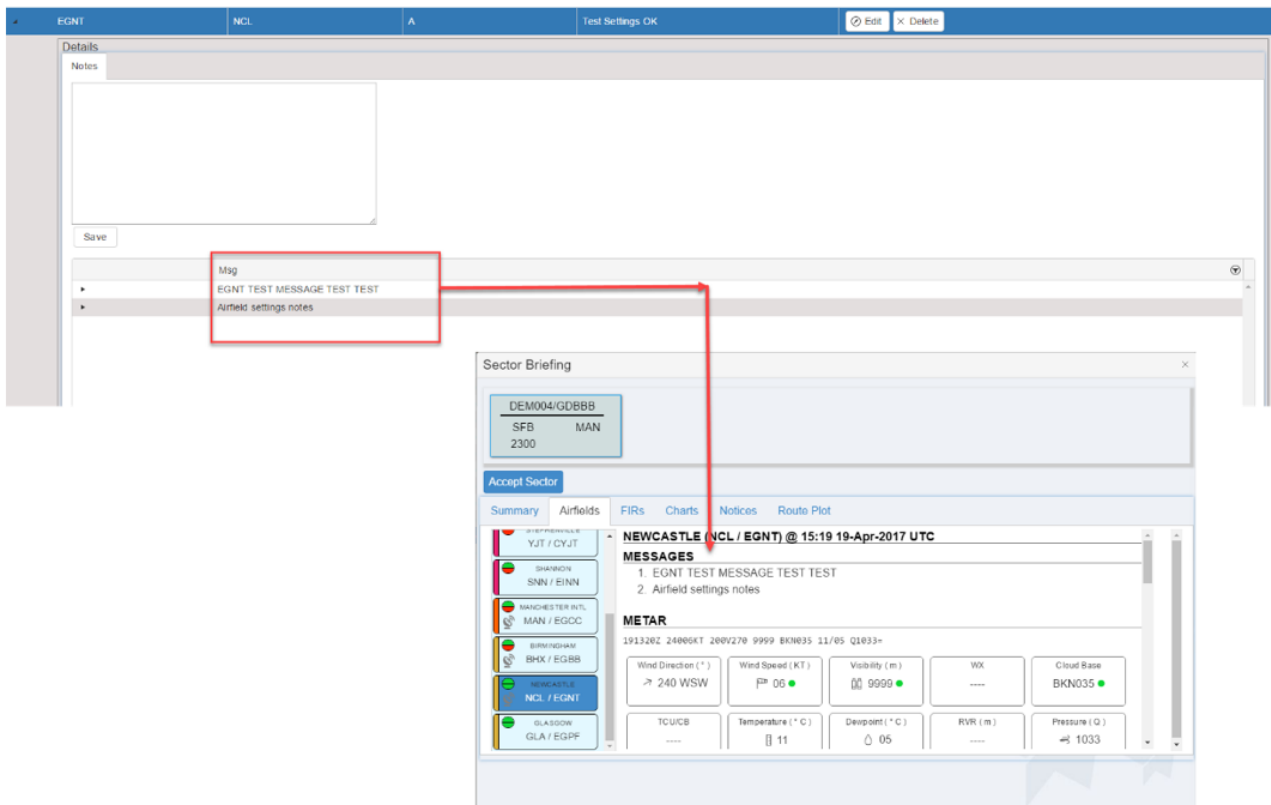 EGNT NCL A Test Settings OK Edit Delete
Details
Notes
Save
Msg
EGNT TEST MESSAGE TEST TEST
Airfield settings notes
Sector Briefing
DEM004/GDBBB
SFB MAN
2300
Accept Sector
Summary Airfields FIRs Charts Notices Route Plot
YJT / CYJT
SHANNON
SNN / EINN
MANCHESTER INTL
MAN / EGCC
BIRMINGHAM
BHX / EGBB
NEWCASTLE
NCL / EGNT
GLASGOW
GLA / EGPF
NEWCASTLE (NCL / EGNT) @ 15:19 19-Apr-2017 UTC
MESSAGES
1. EGNT TEST MESSAGE TEST TEST
2. Airfield settings notes
METAR
191320Z 24006KT 200V270 9999 BKN035 11/05 Q1033=
Wind Direction ( ° ) Wind Speed ( KT ) Visibility ( m ) WX Cloud Base
240 WSW 06 9999 ---- BKN035
TCU/CB Temperature ( ° C ) Dewpoint ( ° C ) RVR ( m ) Pressure ( Q )
---- 11 05 ---- 1033